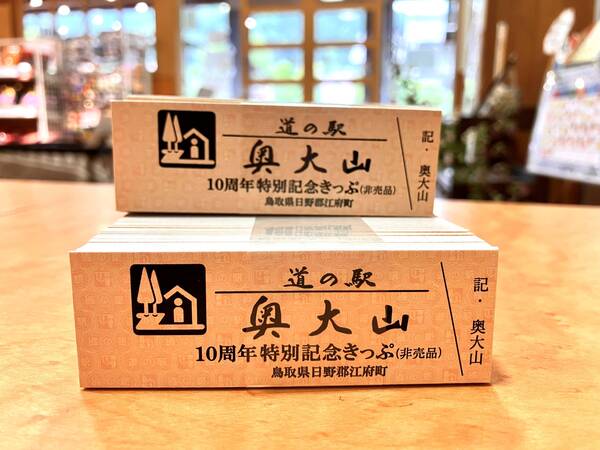 道の駅
奥大山
10周年特別記念きっぷ(非売品)
鳥取県日野郡江府町
記・奥大山
道の駅
奥大山
10周年特別記念きっぷ(非売品)
鳥取県日野郡江府町
記・奥大山